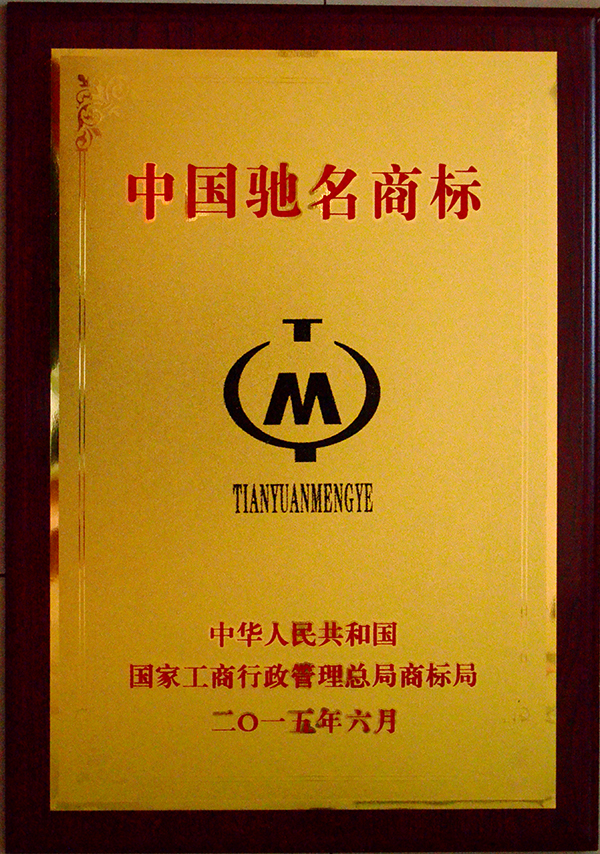 中国驰名商标
T
M
TIANYUANMENGYE
中华人民共和国
国家工商行政管理总局商标局
二〇一五年六月